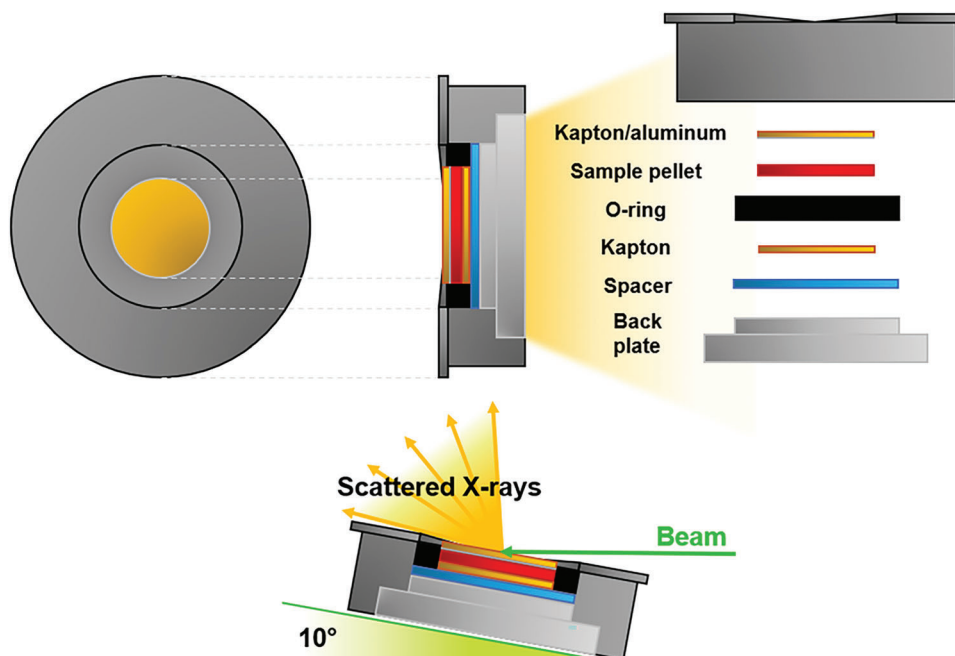 Kapton/aluminum
Sample pellet
O-ring
Kapton
Spacer
Back
plate
Scattered X-rays
Beam
10°